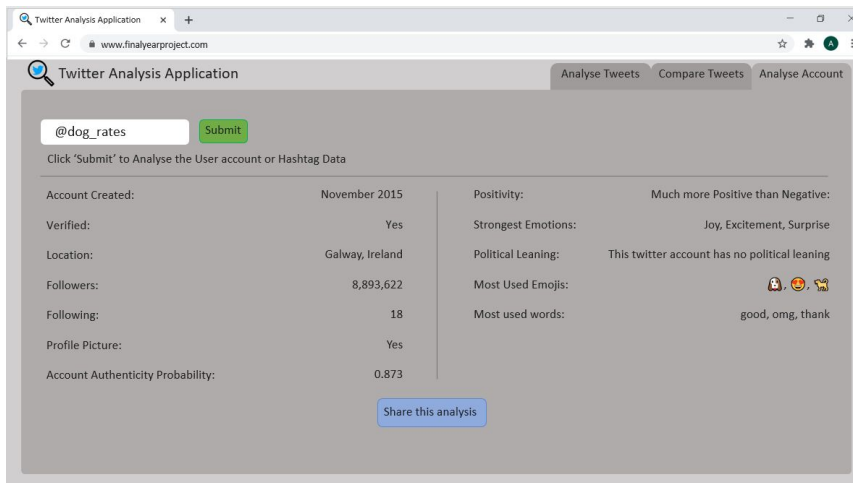 Twitter Analysis Application
www.finalyearproject.com
A
Twitter Analysis Application
Analyse Tweets
Compare Tweets
Analyse Account
@dog_rates
Submit
Click ‘Submit’ to Analyse the User account or Hashtag Data
Account Created: November 2015
Verified: Yes
Location: Galway, Ireland
Followers: 8,893,622
Following: 18
Profile Picture: Yes
Account Authenticity Probability: 0.873
Positivity: Much more Positive than Negative:
Strongest Emotions: Joy, Excitement, Surprise
Political Leaning: This twitter account has no political leaning
Most Used Emojis: 🐶, 😍, 🐕
Most used words: good, omg, thank
Share this analysis